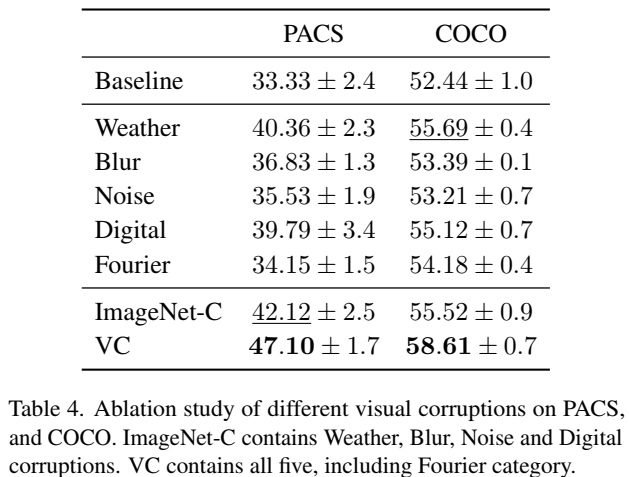 PACS COCO
Baseline 33.33 ± 2.4 52.44 ± 1.0
Weather 40.36 ± 2.3 55.69 ± 0.4
Blur 36.83 ± 1.3 53.39 ± 0.1
Noise 35.53 ± 1.9 53.21 ± 0.7
Digital 39.79 ± 3.4 55.12 ± 0.7
Fourier 34.15 ± 1.5 54.18 ± 0.4
ImageNet-C 42.12 ± 2.5 55.52 ± 0.9
VC 47.10 ± 1.7 58.61 ± 0.7
Table 4. Ablation study of different visual corruptions on PACS,
and COCO. ImageNet-C contains Weather, Blur, Noise and Digital
corruptions. VC contains all five, including Fourier category.